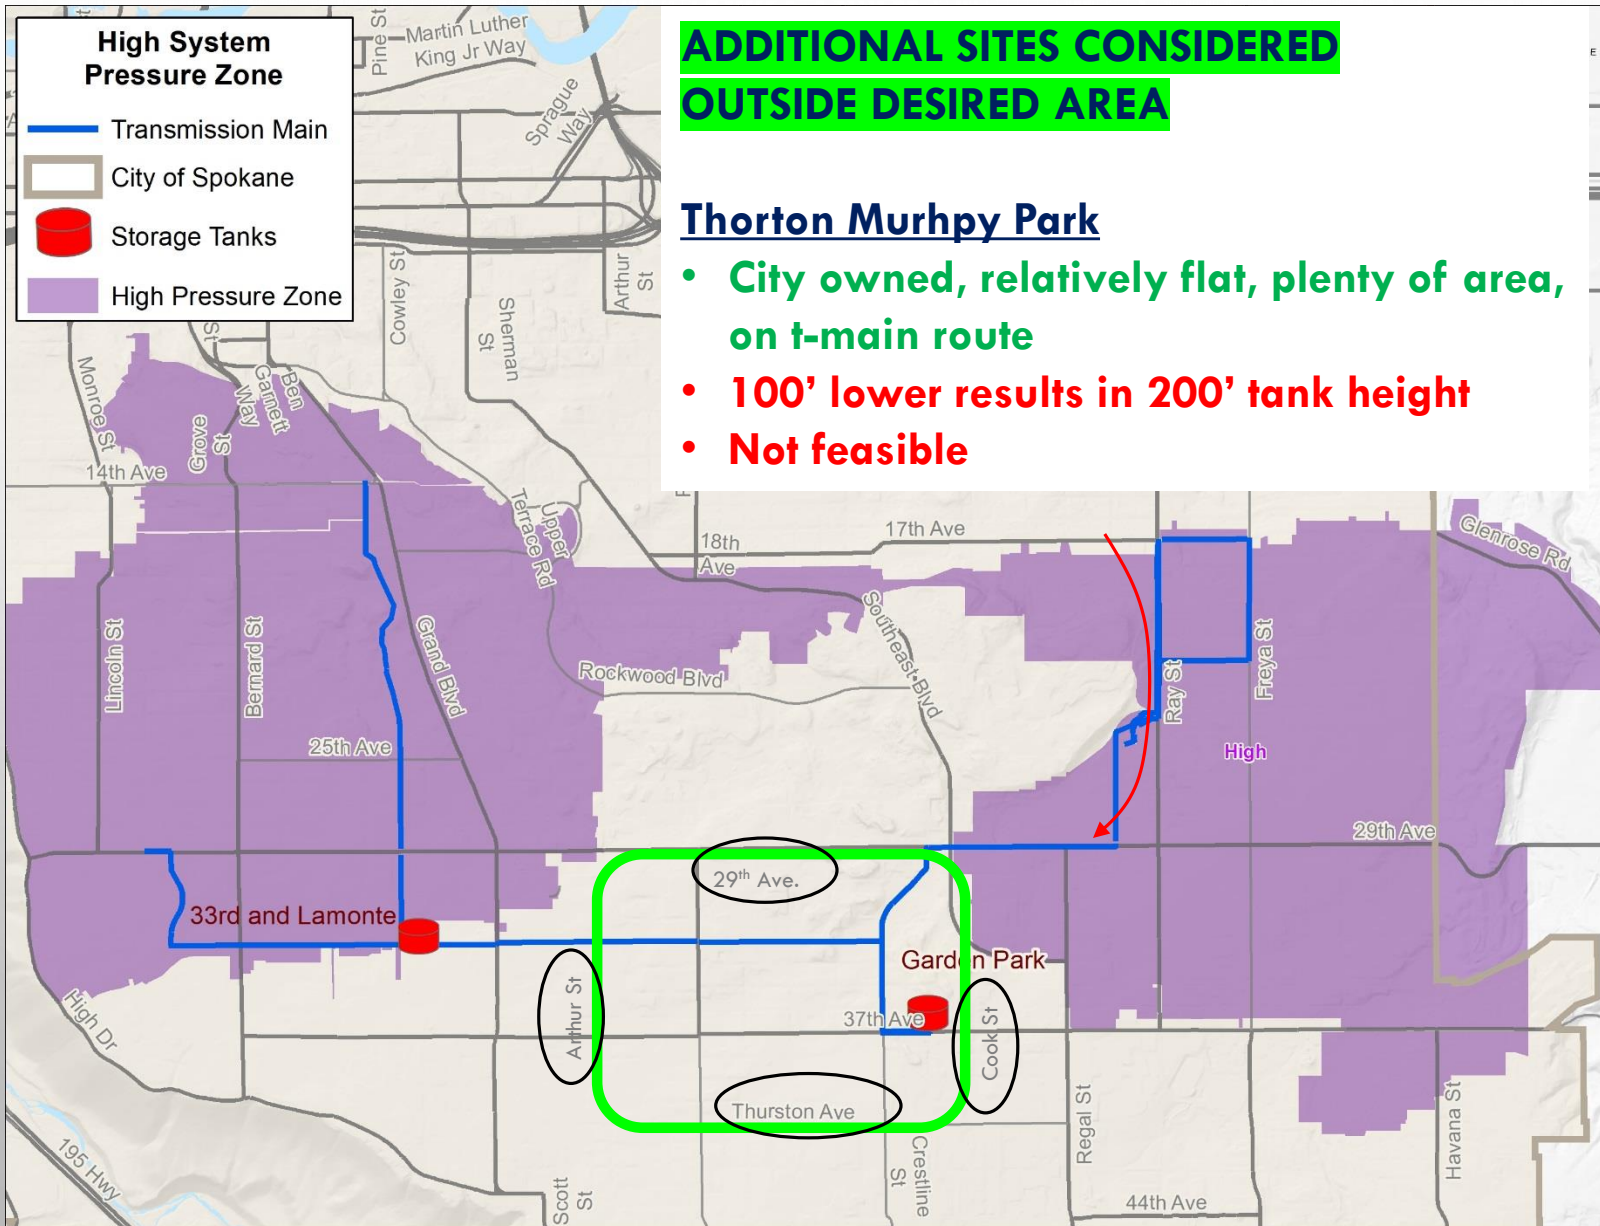 High System
Pressure Zone
Transmission Main
City of Spokane
Storage Tanks
High Pressure Zone
ADDITIONAL SITES CONSIDERED
OUTSIDE DESIRED AREA
Thorton Murhpy Park
• City owned, relatively flat, plenty of area,
on t-main route
• 100’ lower results in 200’ tank height
• Not feasible
Pine St
Martin Luther
King Jr Way
Sprague
Way
Cowley St
Sherman
St
Arthur
St
St
Monroe St
Grove
St
Ben
Garnett
Way
14th Ave
Upper
Terrace Rd
18th
Ave
17th Ave
Glenrose Rd
Lincoln St
Bernard St
Grand Blvd
Rockwood Blvd
Southeast Blvd
Ray St
Freya St
25th Ave
High
29th Ave
29th Ave.
33rd and Lamonte
Garden Park
Arthur St
37th Ave
Cook St
High Dr
Thurston Ave
Regal St
Havana St
195 Hwy
Scott
St
Crestline
St
44th Ave
E